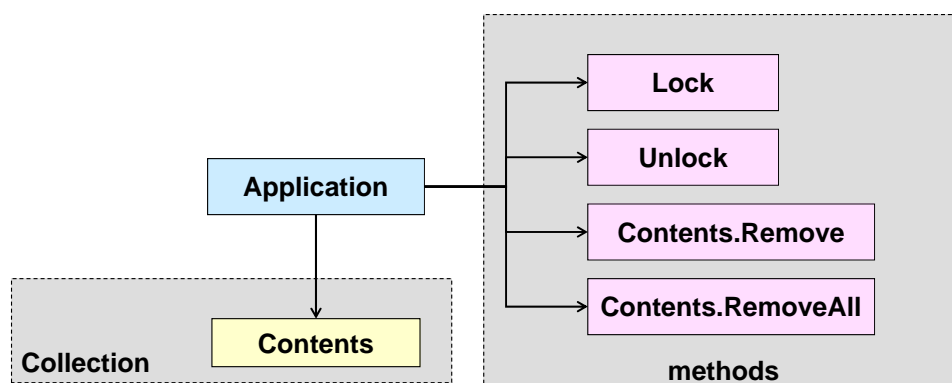 Lock
Unlock
Application
Contents.Remove
Contents.RemoveAll
Contents
Collection
methods